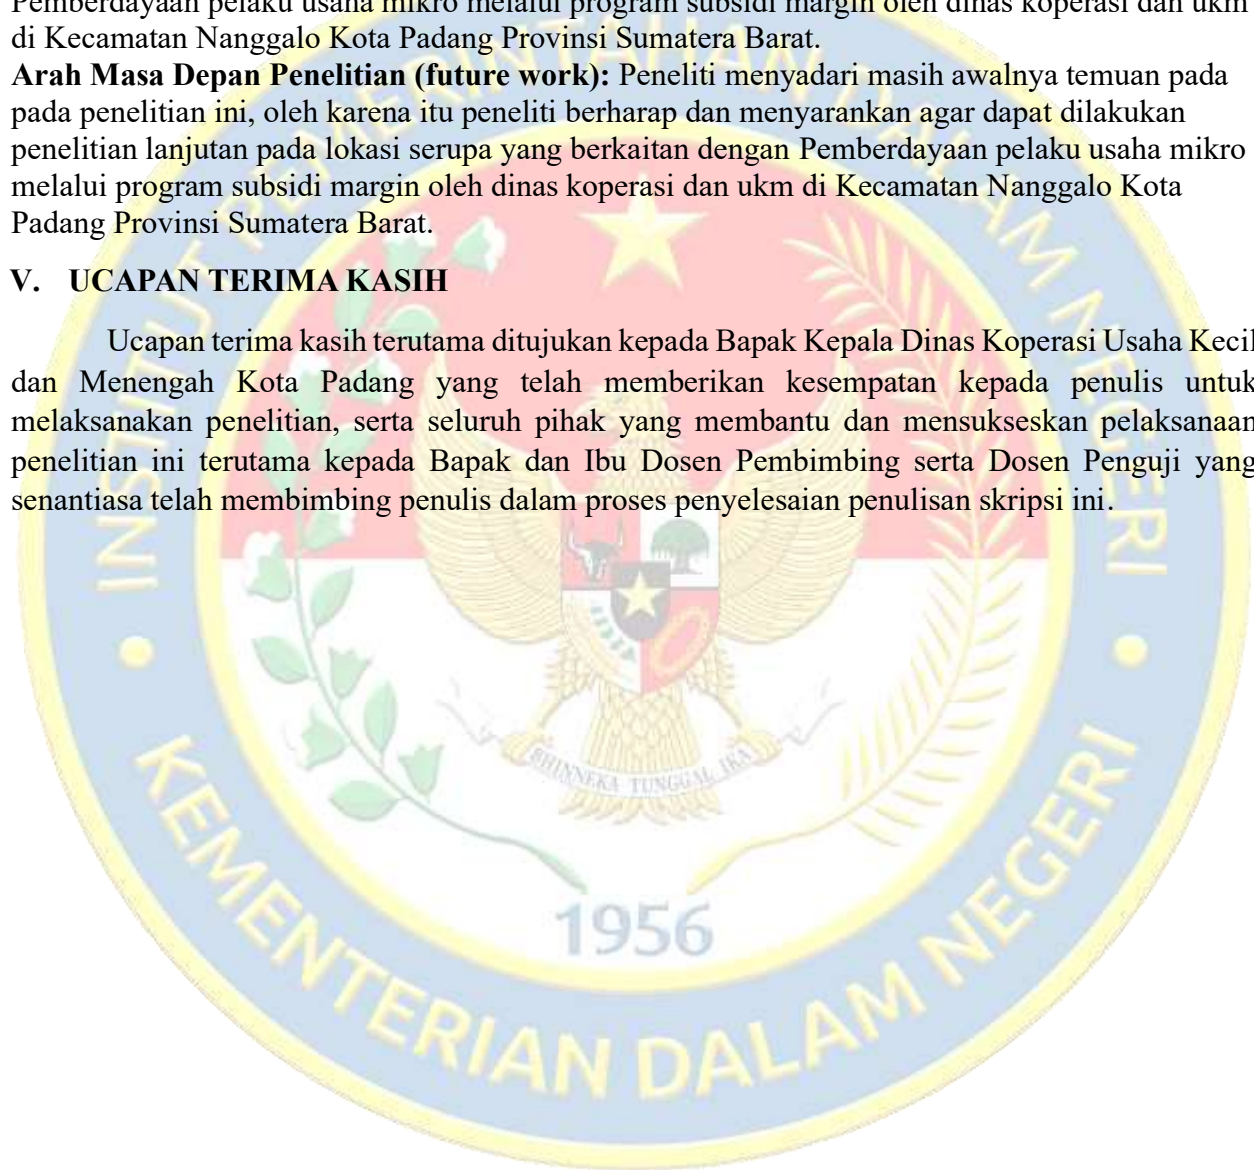 Pemberdayaan pelaku usaha mikro melalui program subsidi margin oleh dinas koperasi dan ukm
di Kecamatan Nanggalo Kota Padang Provinsi Sumatera Barat.
Arah Masa Depan Penelitian (future work): Peneliti menyadari masih awalnya temuan pada
pada penelitian ini, oleh karena itu peneliti berharap dan menyarankan agar dapat dilakukan
penelitian lanjutan pada lokasi serupa yang berkaitan dengan Pemberdayaan pelaku usaha mikro
melalui program subsidi margin oleh dinas koperasi dan ukm di Kecamatan Nanggalo Kota
Padang Provinsi Sumatera Barat.
V. UCAPAN TERIMA KASIH
Ucapan terima kasih terutama ditujukan kepada Bapak Kepala Dinas Koperasi Usaha Kecil
dan Menengah Kota Padang yang telah memberikan kesempatan kepada penulis untuk
melaksanakan penelitian, serta seluruh pihak yang membantu dan mensukseskan pelaksanaan
penelitian ini terutama kepada Bapak dan Ibu Dosen Pembimbing serta Dosen Penguji yang
senantiasa telah membimbing penulis dalam proses penyelesaian penulisan skripsi ini.
INSTITUT PEMERINTAHAN DALAM NEGERI
BHINNEKA TUNGGAL IKA
1956
KEMENTERIAN DALAM NEGERI